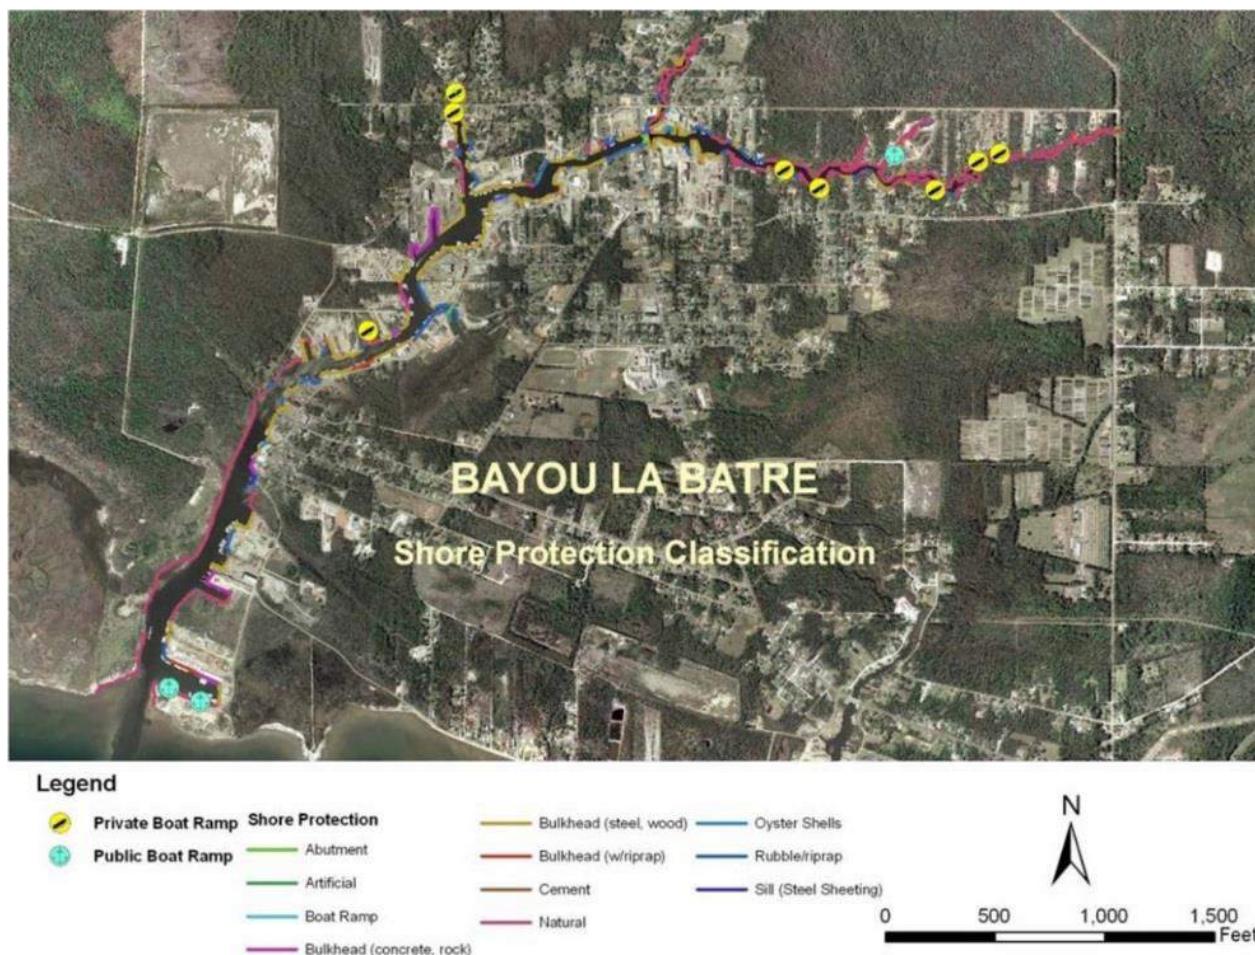 BAYOU LA BATRE
Shore Protection Classification
Legend
Private Boat Ramp
Public Boat Ramp
Shore Protection
Abutment
Artificial
Boat Ramp
Bulkhead (concrete, rock)
Bulkhead (steel, wood)
Bulkhead (w/riprap)
Cement
Natural
Oyster Shells
Rubble/riprap
Sill (Steel Sheeting)
N
0 500 1,000 1,500
Feet